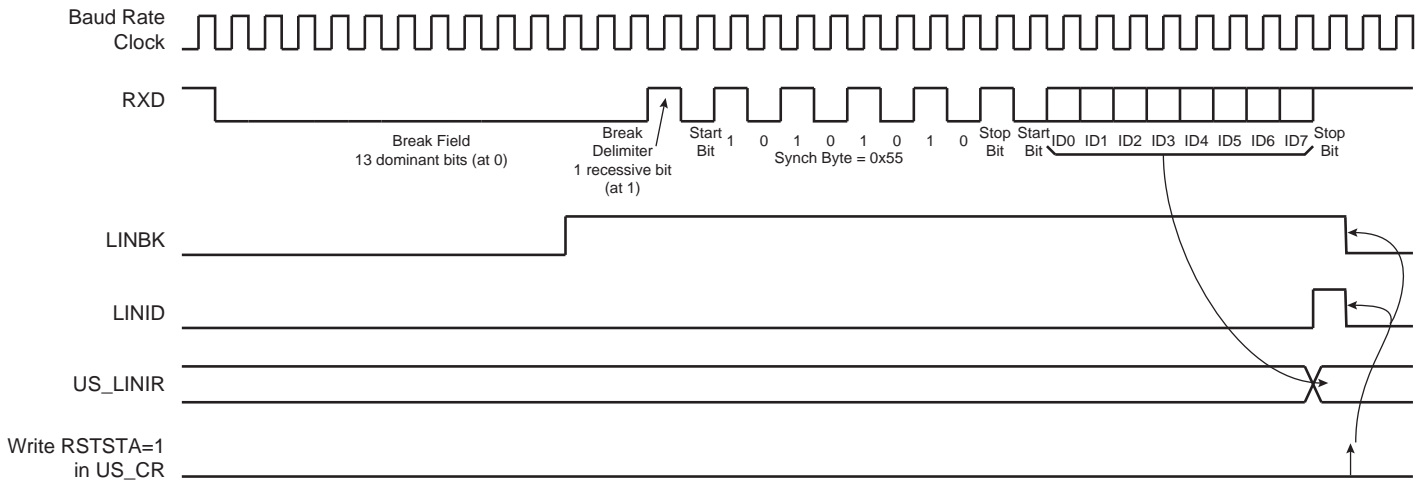 Baud Rate
Clock
RXD
Break Field
13 dominant bits (at 0)
Break
Delimiter
1 recessive bit
(at 1)
Start
Bit
1 0 1 0 1 0 1 0
Synch Byte = 0x55
Stop
Bit
Start
Bit
ID0 ID1 ID2 ID3 ID4 ID5 ID6 ID7
Stop
Bit
LINBK
LINID
US_LINIR
Write RSTSTA=1
in US_CR